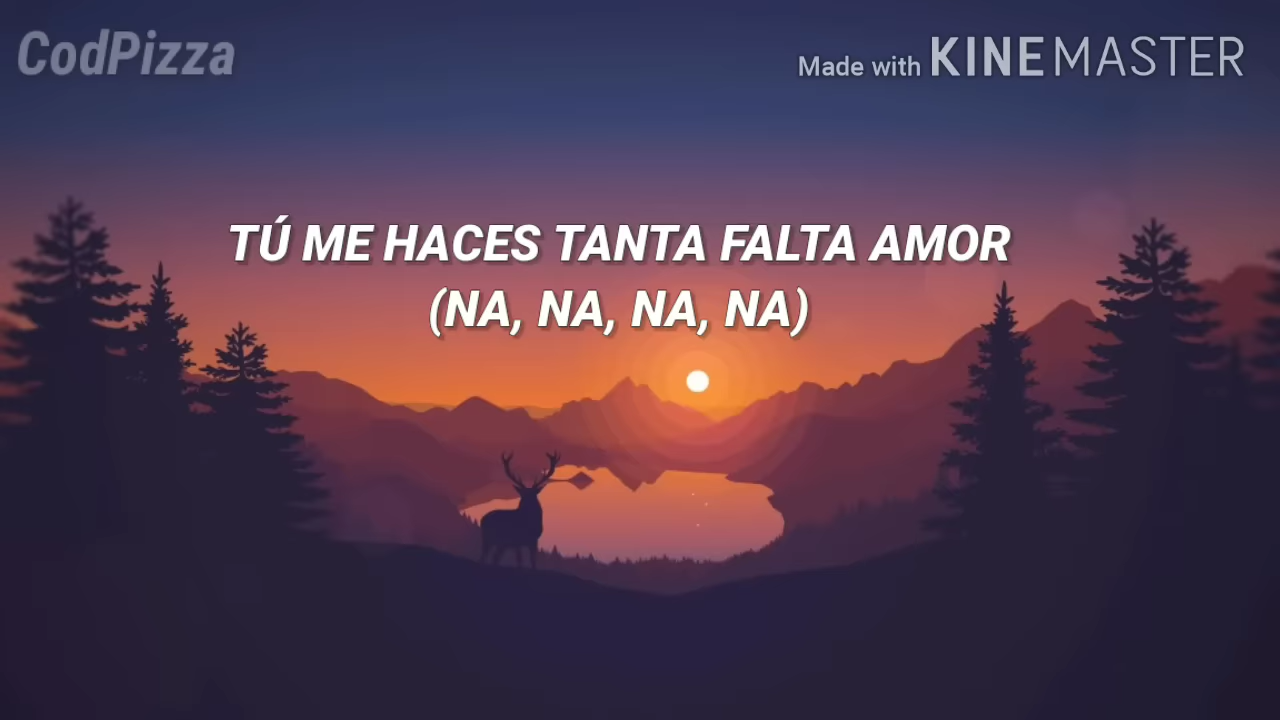 CodPizza
Made with KINEMASTER
TÚ ME HACES TANTA FALTA AMOR
(NA, NA, NA, NA)